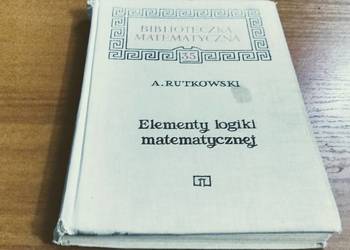 BIBLIOTECZKA
MATEMATYCZNA
35
A. RUTKOWSKI
Elementy logiki
matematycznej